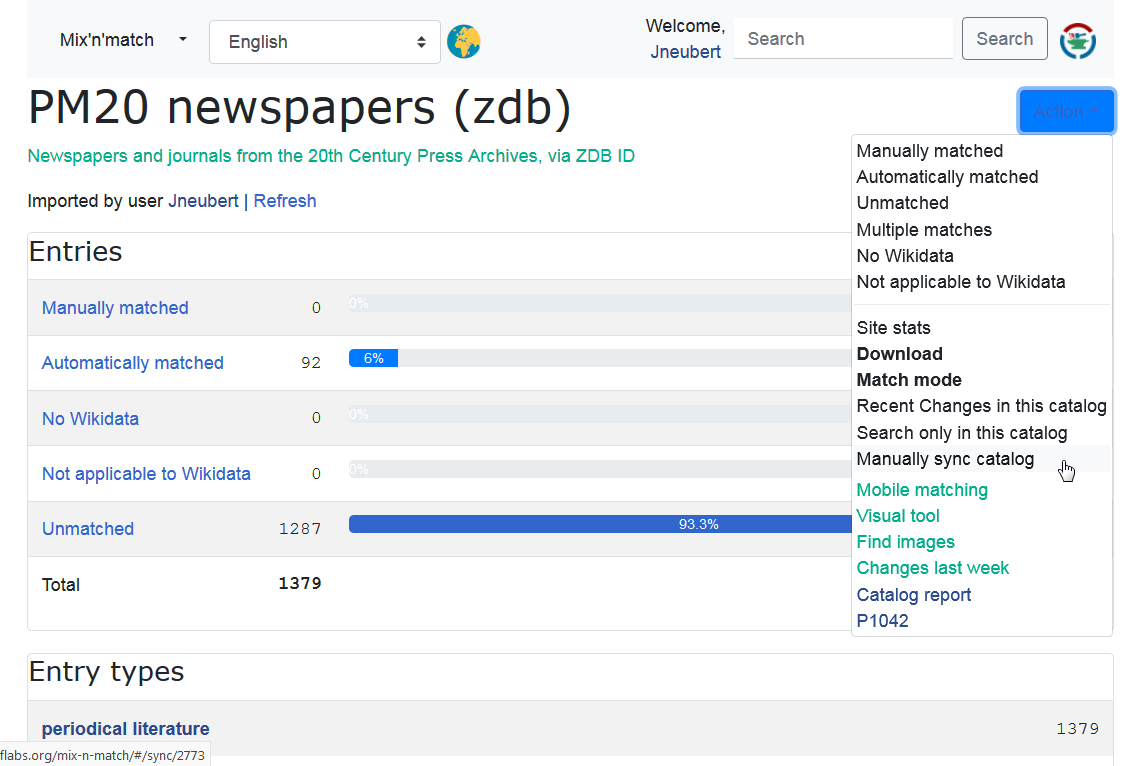 Mix'n'match
English
Welcome,
Jneubert
Search
Search
PM20 newspapers (zdb)
Action
Newspapers and journals from the 20th Century Press Archives, via ZDB ID
Imported by user Jneubert | Refresh
Manually matched
Automatically matched
Unmatched
Multiple matches
No Wikidata
Not applicable to Wikidata
Site stats
Download
Match mode
Recent Changes in this catalog
Search only in this catalog
Manually sync catalog
Mobile matching
Visual tool
Find images
Changes last week
Catalog report
P1042
Entries
Manually matched 0 0%
Automatically matched 92 6%
No Wikidata 0 0%
Not applicable to Wikidata 0 0%
Unmatched 1287 93.3%
Total 1379
Entry types
periodical literature 1379
flabs.org/mix-n-match/#/sync/2773